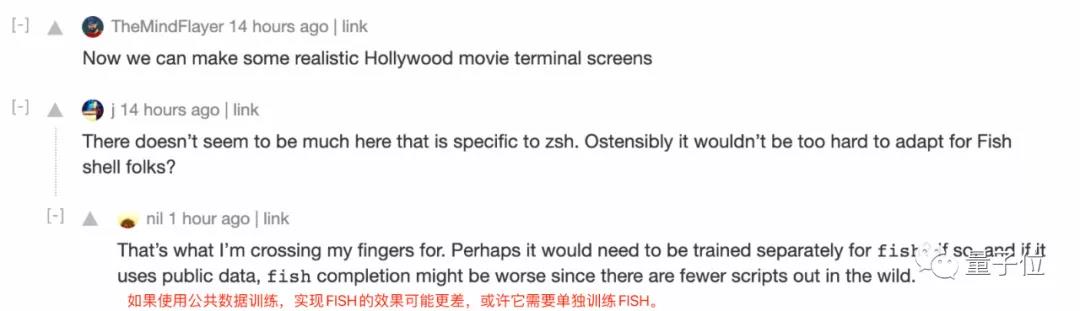 [-] TheMindFlayer 14 hours ago | link
Now we can make some realistic Hollywood movie terminal screens
[-] j 14 hours ago | link
There doesn't seem to be much here that is specific to zsh. Ostensibly it wouldn't be too hard to adapt for Fish
shell folks?
[-] nil 1 hour ago | link
That's what I'm crossing my fingers for. Perhaps it would need to be trained separately for fish, if so, and if it
uses public data, fish completion might be worse since there are fewer scripts out in the wild.
量子位
如果使用公共数据训练，实现FISH的效果可能更差，或许它需要单独训练FISH。